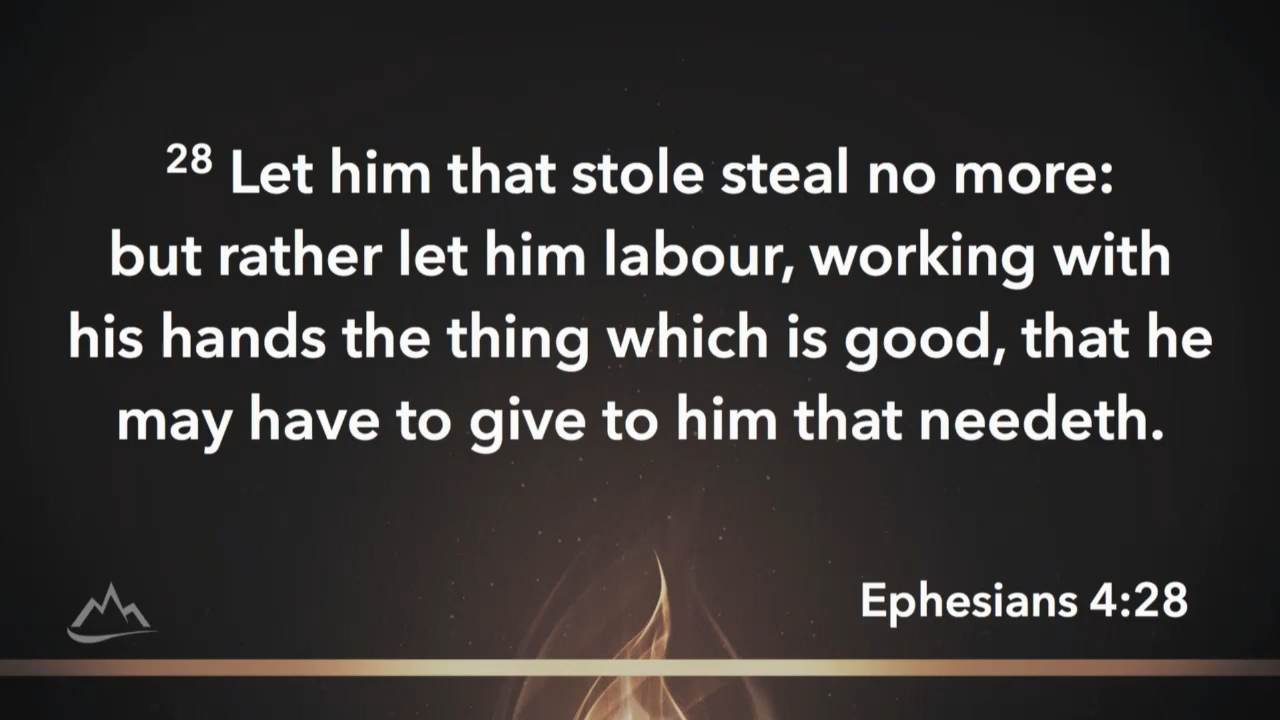 28 Let him that stole steal no more:
but rather let him labour, working with
his hands the thing which is good, that he
may have to give to him that needeth.
Ephesians 4:28